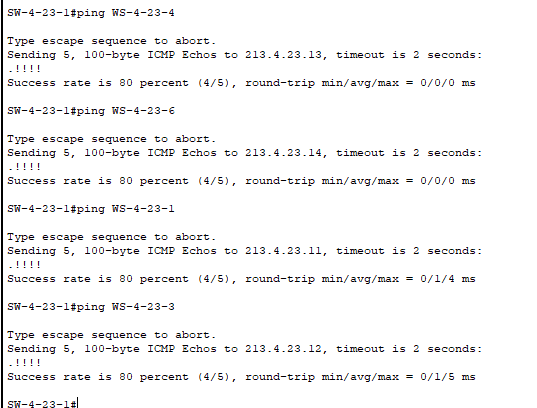 SW-4-23-1#ping WS-4-23-4
Type escape sequence to abort.
Sending 5, 100-byte ICMP Echos to 213.4.23.13, timeout is 2 seconds:
.!!!!
Success rate is 80 percent (4/5), round-trip min/avg/max = 0/0/0 ms
SW-4-23-1#ping WS-4-23-6
Type escape sequence to abort.
Sending 5, 100-byte ICMP Echos to 213.4.23.14, timeout is 2 seconds:
.!!!!
Success rate is 80 percent (4/5), round-trip min/avg/max = 0/0/0 ms
SW-4-23-1#ping WS-4-23-1
Type escape sequence to abort.
Sending 5, 100-byte ICMP Echos to 213.4.23.11, timeout is 2 seconds:
.!!!!
Success rate is 80 percent (4/5), round-trip min/avg/max = 0/1/4 ms
SW-4-23-1#ping WS-4-23-3
Type escape sequence to abort.
Sending 5, 100-byte ICMP Echos to 213.4.23.12, timeout is 2 seconds:
.!!!!
Success rate is 80 percent (4/5), round-trip min/avg/max = 0/1/5 ms
SW-4-23-1#